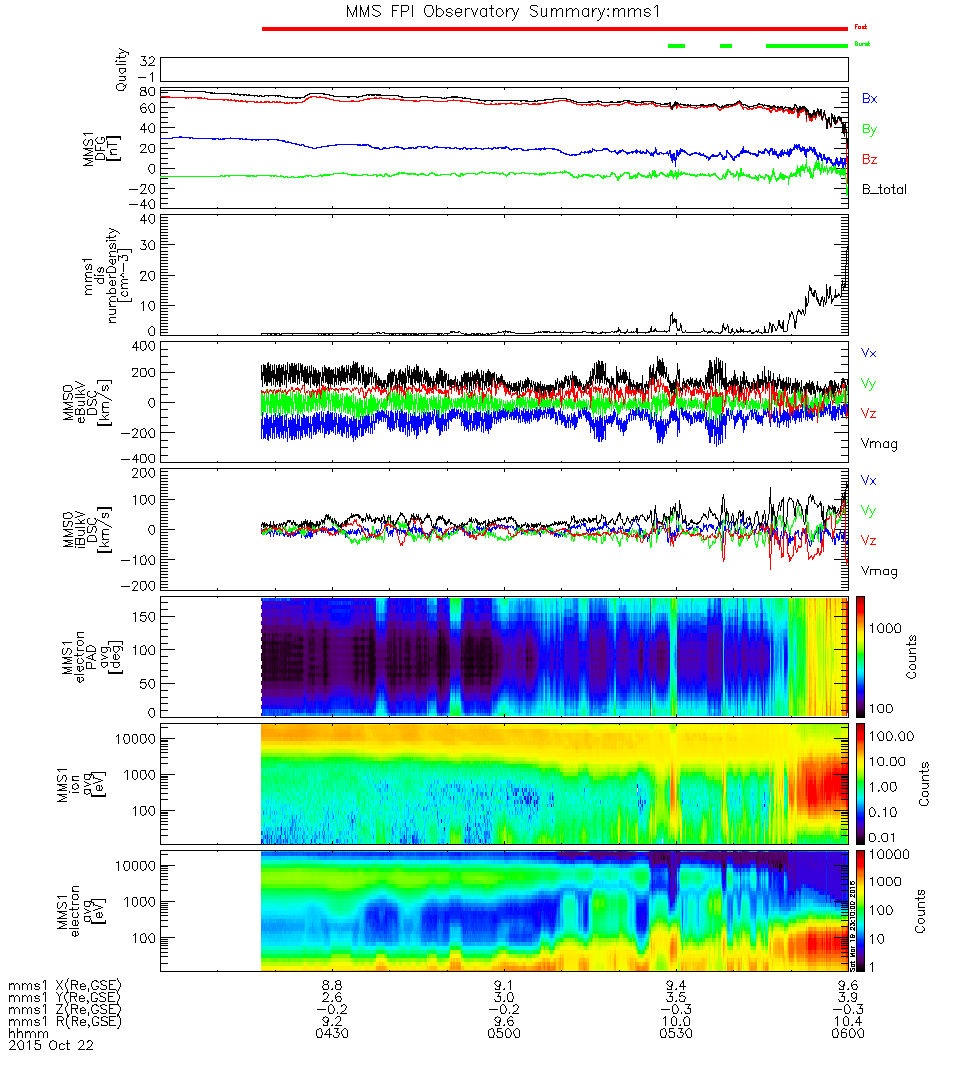 MMS FPI Observatory Summary:mms1
Fast
Burst
Quality
32
-1
MMS1
DFG
[nT]
80
60
40
20
0
-20
-40
Bx
By
Bz
B_total
mms1
dis
numberDensity
[cm^-3]
40
30
20
10
0
MMS0
eBulkV
DSC
[km/s]
400
200
0
-200
-400
Vx
Vy
Vz
Vmag
MMS0
iBulkV
DSC
[km/s]
200
100
0
-100
-200
Vx
Vy
Vz
Vmag
MMS1
electron
PAD
avg
[deg]
150
100
50
0
1000
100
Counts
MMS1
ion
avg
[eV]
10000
1000
100
100.00
10.00
1.00
0.10
0.01
Counts
MMS1
electron
avg
[eV]
10000
1000
100
10000
1000
100
10
1
Counts
mms1 X(Re,GSE) 8.8 9.1 9.4 9.6
mms1 Y(Re,GSE) 2.6 3.0 3.5 3.9
mms1 Z(Re,GSE) -0.2 -0.2 -0.3 -0.3
mms1 R(Re,GSE) 9.2 9.6 10.0 10.4
hhmm 0430 0500 0530 0600
2015 Oct 22